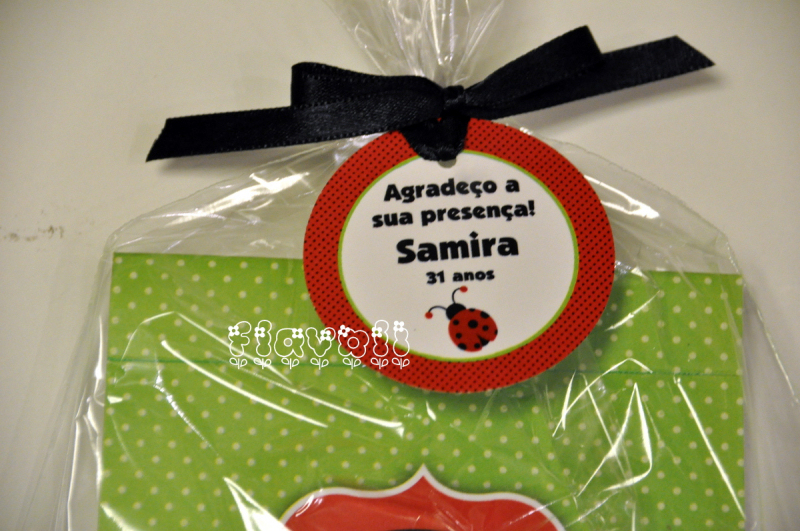 Agradeço a
sua presença!
Samira
31 anos
flavoli